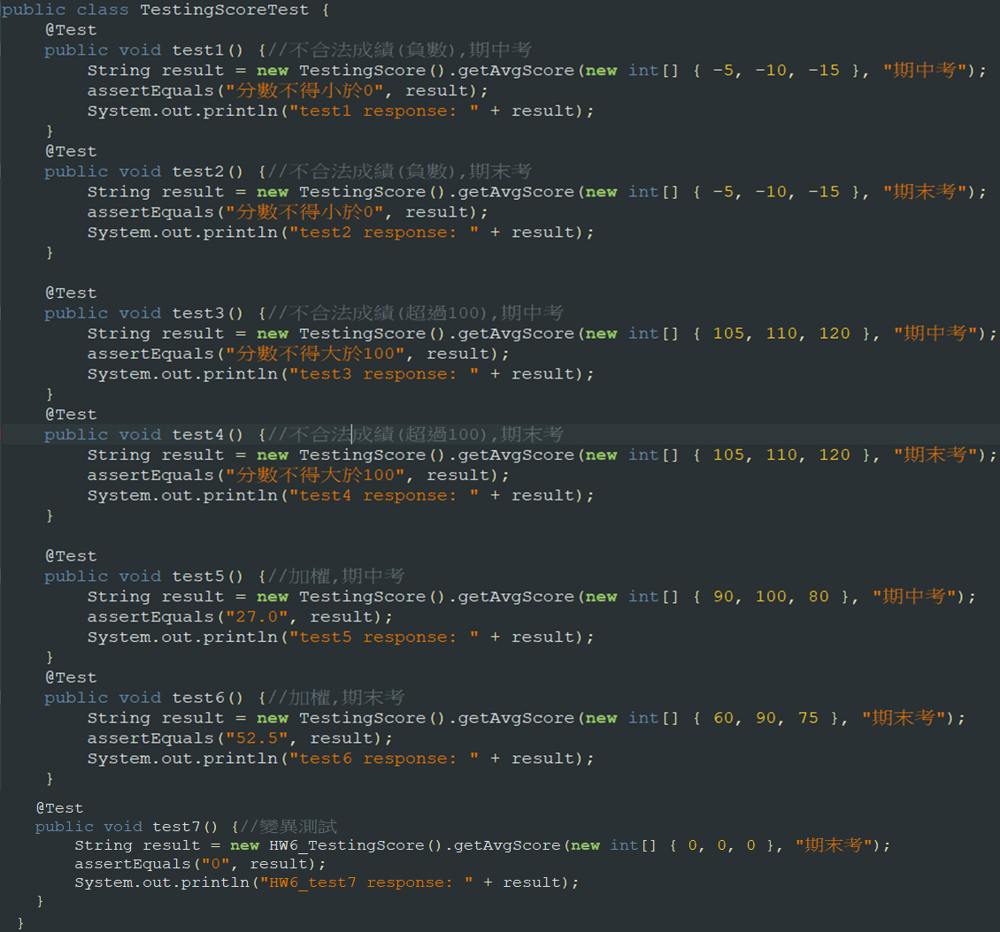 public class TestingScoreTest {
@Test
public void test1() {//不合法成績(負數),期中考
String result = new TestingScore().getAvgScore(new int[] { -5, -10, -15 }, "期中考");
assertEquals("分數不得小於0", result);
System.out.println("test1 response: " + result);
}
@Test
public void test2() {//不合法成績(負數),期末考
String result = new TestingScore().getAvgScore(new int[] { -5, -10, -15 }, "期末考");
assertEquals("分數不得小於0", result);
System.out.println("test2 response: " + result);
}
@Test
public void test3() {//不合法成績(超過100),期中考
String result = new TestingScore().getAvgScore(new int[] { 105, 110, 120 }, "期中考");
assertEquals("分數不得大於100", result);
System.out.println("test3 response: " + result);
}
@Test
public void test4() {//不合法成績(超過100),期末考
String result = new TestingScore().getAvgScore(new int[] { 105, 110, 120 }, "期末考");
assertEquals("分數不得大於100", result);
System.out.println("test4 response: " + result);
}
@Test
public void test5() {//加權,期中考
String result = new TestingScore().getAvgScore(new int[] { 90, 100, 80 }, "期中考");
assertEquals("27.0", result);
System.out.println("test5 response: " + result);
}
@Test
public void test6() {//加權,期末考
String result = new TestingScore().getAvgScore(new int[] { 60, 90, 75 }, "期末考");
assertEquals("52.5", result);
System.out.println("test6 response: " + result);
}
@Test
public void test7() {//變異測試
String result = new HW6_TestingScore().getAvgScore(new int[] { 0, 0, 0 }, "期末考");
assertEquals("0", result);
System.out.println("HW6_test7 response: " + result);
}
}